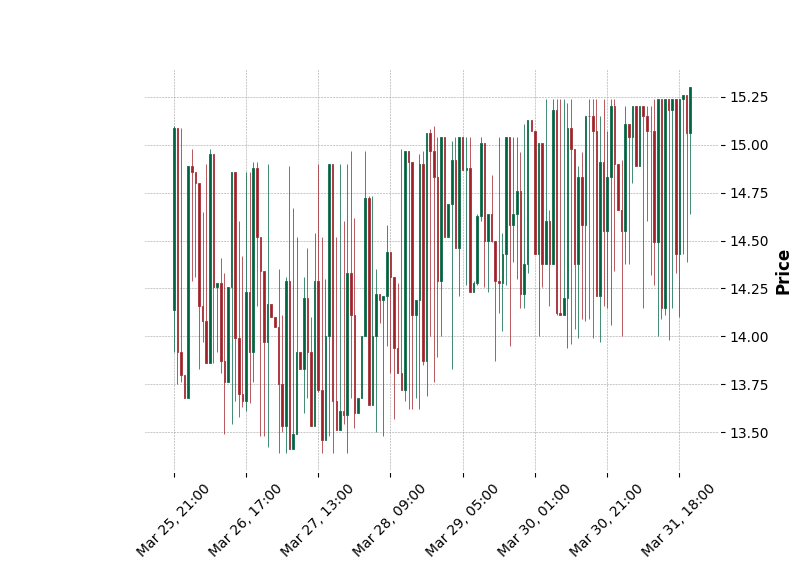 15.25
15.00
14.75
14.50
14.25
14.00
13.75
13.50
Price
Mar 25, 21:00
Mar 26, 17:00
Mar 27, 13:00
Mar 28, 09:00
Mar 29, 05:00
Mar 30, 01:00
Mar 30, 21:00
Mar 31, 18:00